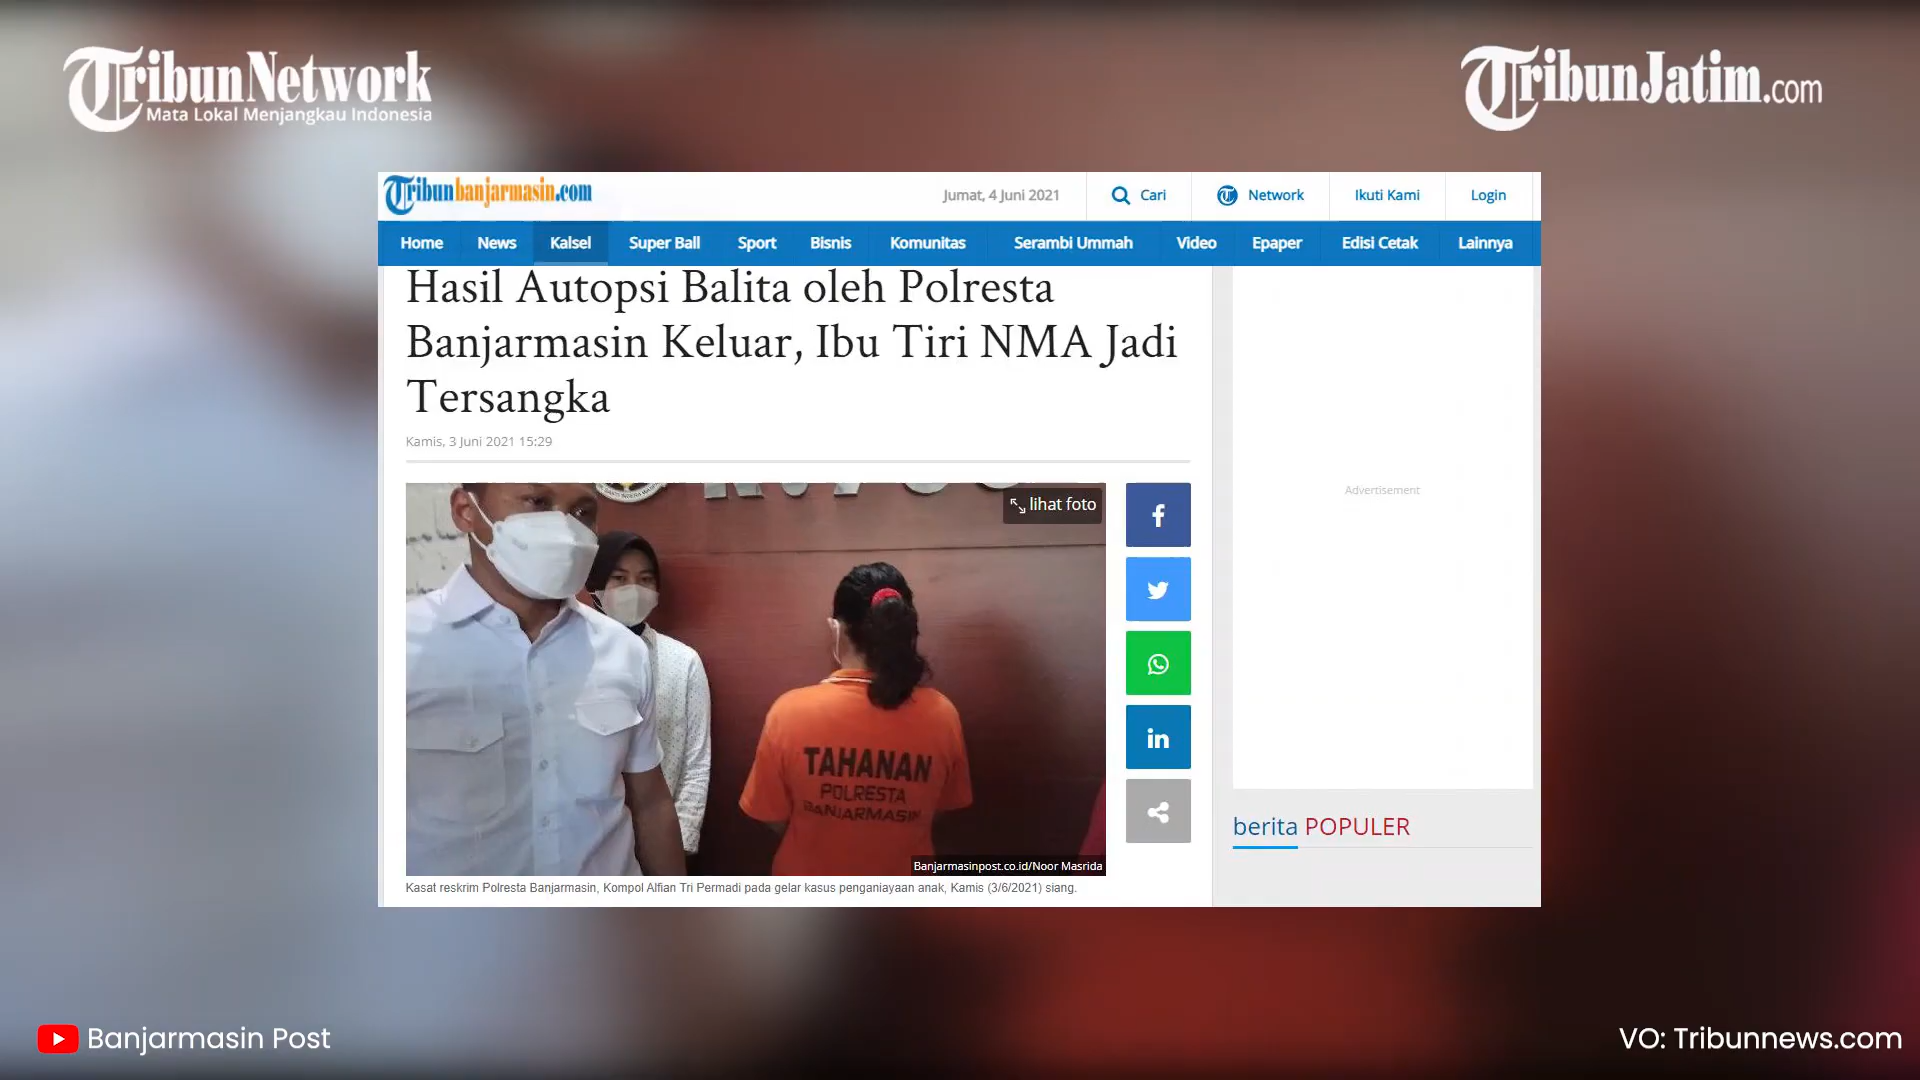 TribunNetwork
Mata Lokal Menjangkau Indonesia
TribunJatim.com
Tribunbanjarmasin.com
Jumat, 4 Juni 2021
Cari
Network
Ikuti Kami
Login
Home
News
Kalsel
Super Ball
Sport
Bisnis
Komunitas
Serambi Ummah
Video
Epaper
Edisi Cetak
Lainnya
Hasil Autopsi Balita oleh Polresta
Banjarmasin Keluar, Ibu Tiri NMA Jadi
Tersangka
Kamis, 3 Juni 2021 15:29
lihat foto
Advertisement
TAHANAN
POLRESTA
BANJARMASIN
Banjarmasinpost.co.id/Noor Masrida
Kasat reskrim Polresta Banjarmasin, Kompol Alfian Tri Permadi pada gelar kasus penganiayaan anak, Kamis (3/6/2021) siang.
berita POPULER
Banjarmasin Post
VO: Tribunnews.com